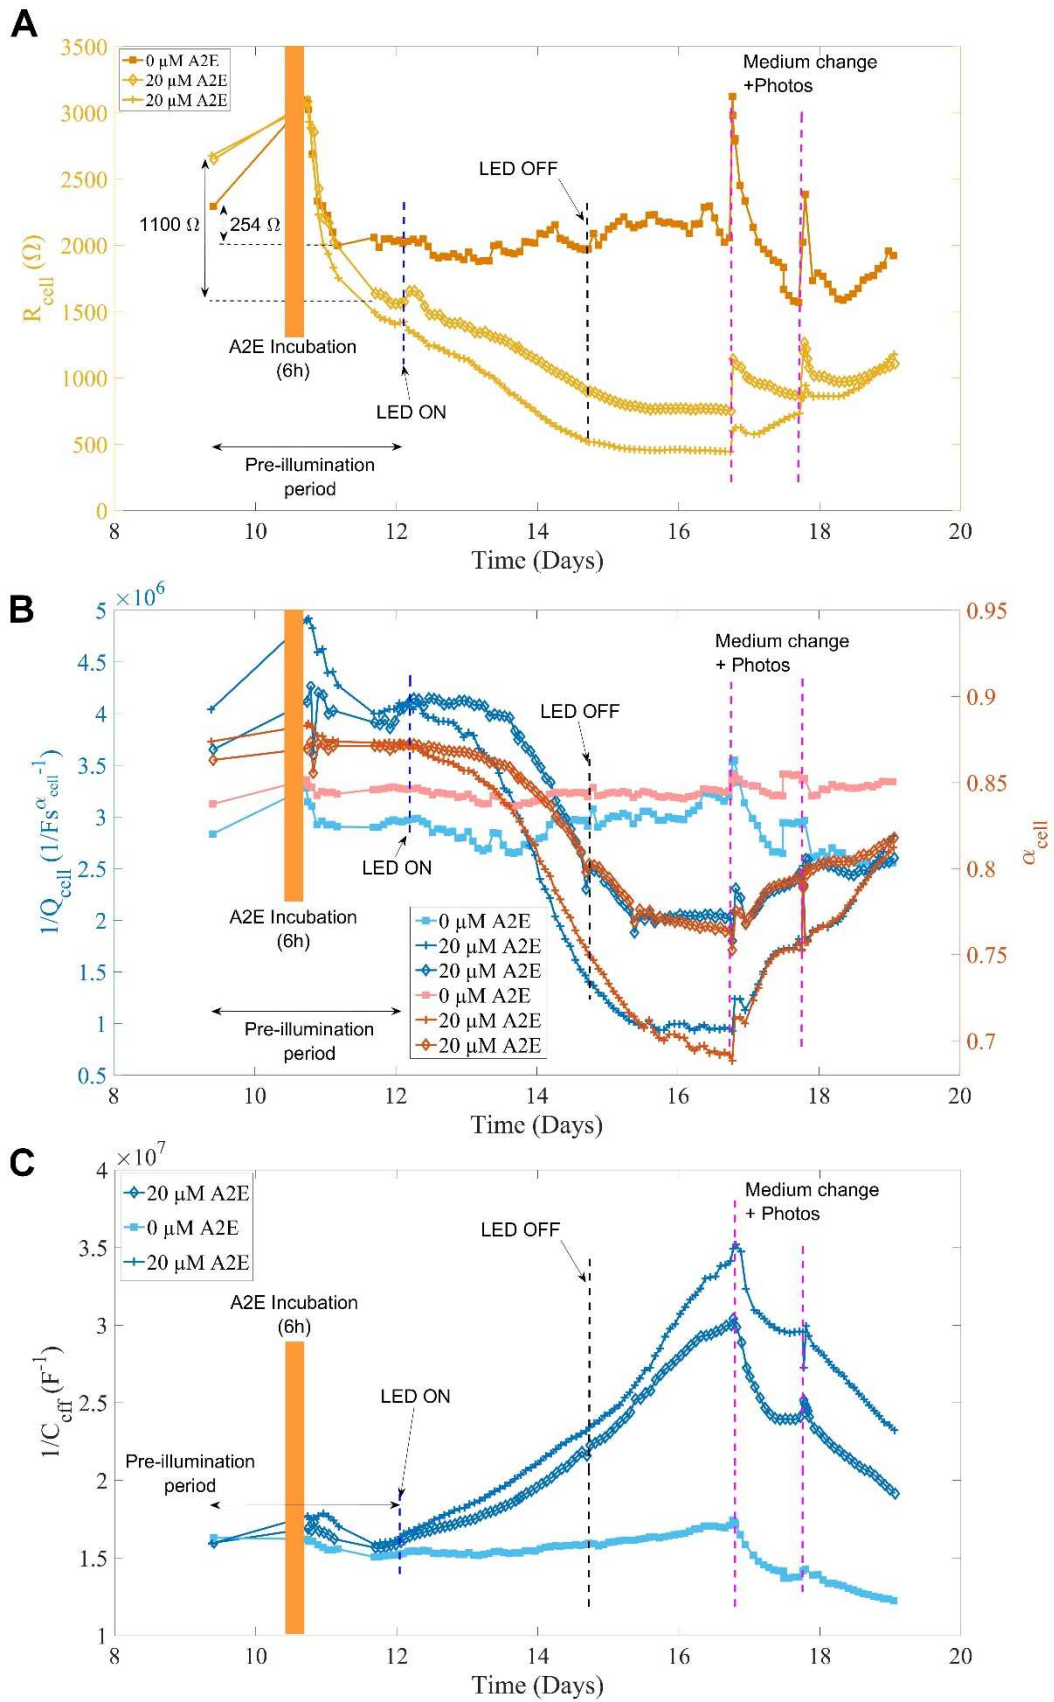 A
3500
3000
2500
2000
1500
1000
500
0
R_cell (Ω)
0 µM A2E
20 µM A2E
20 µM A2E
Medium change
+Photos
LED OFF
1100 Ω
254 Ω
A2E Incubation
(6h)
LED ON
Pre-illumination
period
8 10 12 14 16 18 20
Time (Days)
B
×10^6
5
4.5
4
3.5
3
2.5
2
1.5
1
0.5
1/Q_cell (1/Fs^α_cell^-1)
0.95
0.9
0.85
0.8
0.75
0.7
α_cell
Medium change
+ Photos
LED OFF
LED ON
A2E Incubation
(6h)
0 µM A2E
20 µM A2E
20 µM A2E
0 µM A2E
20 µM A2E
20 µM A2E
Pre-illumination
period
8 10 12 14 16 18 20
Time (Days)
C
×10^7
4
3.5
3
2.5
2
1.5
1
1/C_eff (F^-1)
20 µM A2E
0 µM A2E
20 µM A2E
Medium change
+ Photos
LED OFF
A2E Incubation
(6h)
LED ON
Pre-illumination
period
8 10 12 14 16 18 20
Time (Days)